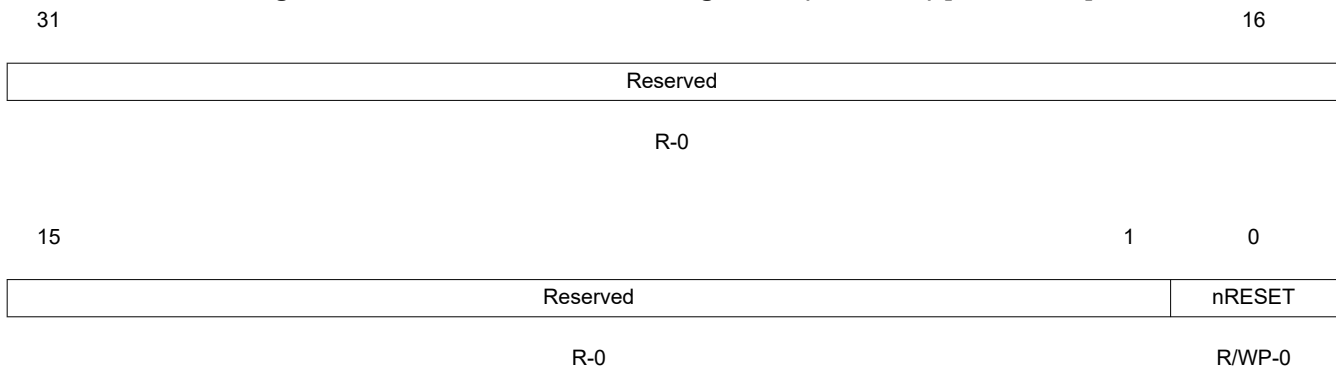 31 16
Reserved
R-0
15 1 0
Reserved nRESET
R-0 R/WP-0